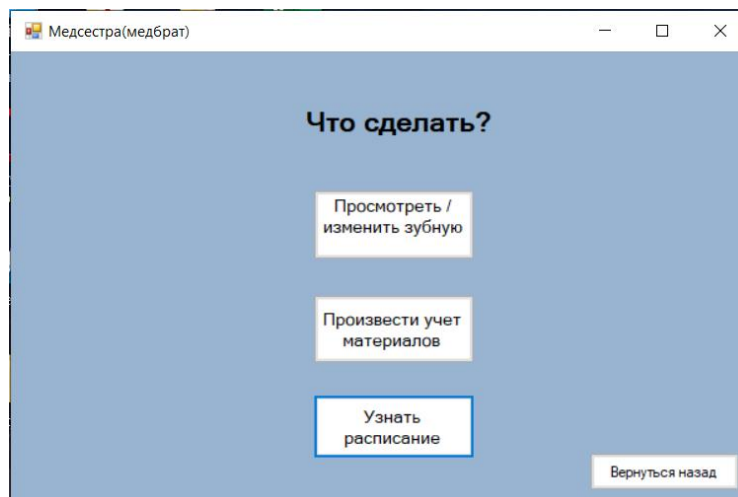 Медсестра(медбрат)
Что сделать?
Просмотреть /
изменить зубную
Произвести учет
материалов
Узнать
расписание
Вернуться назад